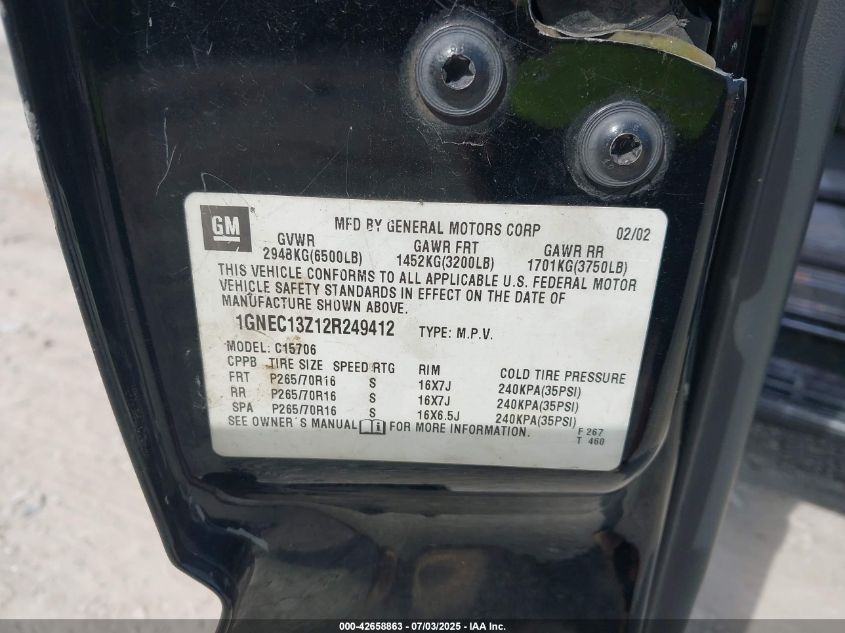 GM
MFD BY GENERAL MOTORS CORP 02/02
GVWR GAWR FRT GAWR RR
2948KG(6500LB) 1452KG(3200LB) 1701KG(3750LB)
THIS VEHICLE CONFORMS TO ALL APPLICABLE U.S. FEDERAL MOTOR
VEHICLE SAFETY STANDARDS IN EFFECT ON THE DATE OF
MANUFACTURE SHOWN ABOVE.
1GNEC13Z12R249412 TYPE: M.P.V.
MODEL: C15706
CPPB TIRE SIZE SPEED RTG RIM COLD TIRE PRESSURE
FRT P265/70R16 S 16X7J 240KPA(35PSI)
RR P265/70R16 S 16X7J 240KPA(35PSI)
SPA P265/70R16 S 16X6.5J 240KPA(35PSI)
SEE OWNER'S MANUAL FOR MORE INFORMATION.
F 267
T 460
000-42658863 - 07/03/2025 - IAA Inc.